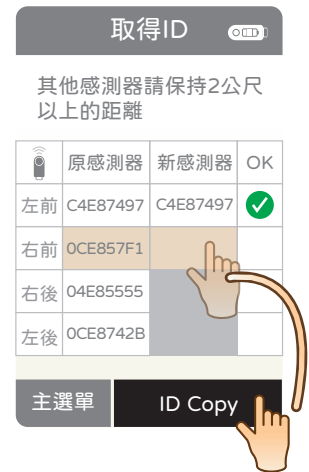 取得ID
其他感測器請保持2公尺
以上的距離
原感測器 新感測器 OK
左前 C4E87497 C4E87497
右前 0CE857F1
右後 04E85555
左後 0CE8742B
主選單 ID Copy